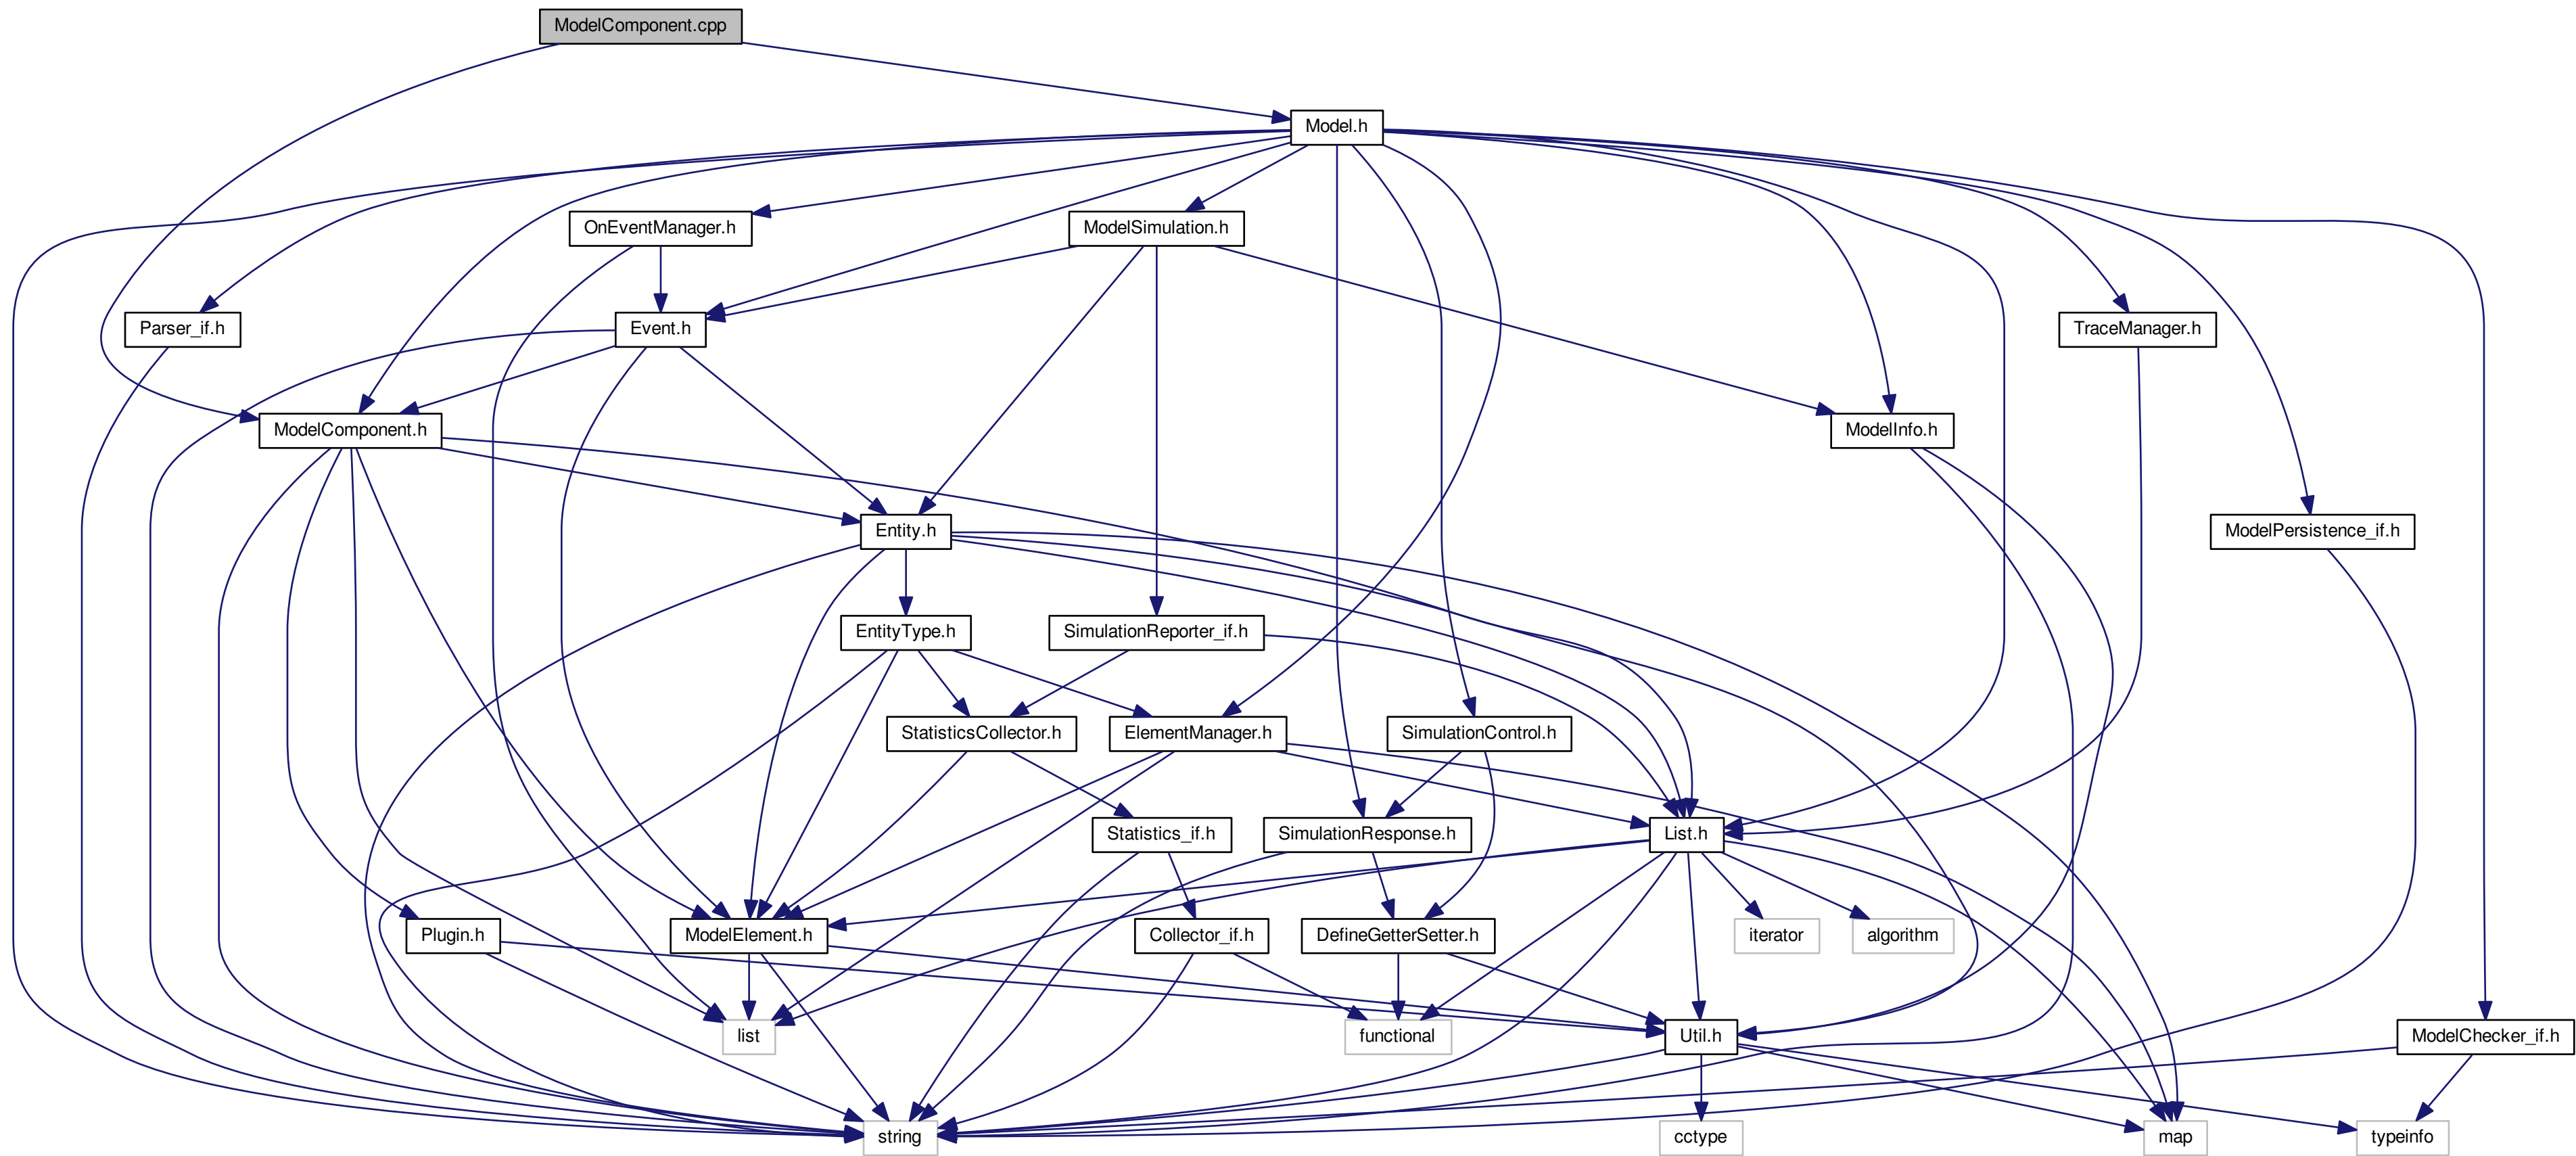 ModelComponent.cpp
Model.h
OnEventManager.h
ModelSimulation.h
Parser_if.h
Event.h
TraceManager.h
ModelComponent.h
ModelInfo.h
Entity.h
ModelPersistence_if.h
EntityType.h
SimulationReporter_if.h
StatisticsCollector.h
ElementManager.h
SimulationControl.h
Statistics_if.h
SimulationResponse.h
List.h
Plugin.h
ModelElement.h
Collector_if.h
DefineGetterSetter.h
iterator
algorithm
list
functional
Util.h
ModelChecker_if.h
string
cctype
map
typeinfo